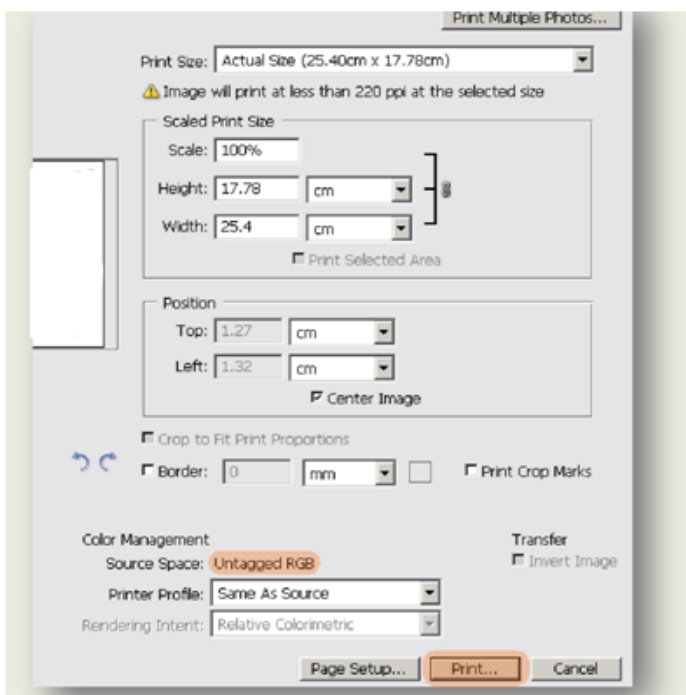 Print Multiple Photos...
Print Size: Actual Size (25.40cm x 17.78cm)
Image will print at less than 220 ppi at the selected size
Scaled Print Size
Scale: 100%
Height: 17.78 cm
Width: 25.4 cm
Print Selected Area
Position
Top: 1.27 cm
Left: 1.32 cm
Center Image
Crop to Fit Print Proportions
Border: 0 mm Print Crop Marks
Color Management Transfer
Source Space: Untagged RGB Invert Image
Printer Profile: Same As Source
Rendering Intent: Relative Colorimetric
Page Setup... Print... Cancel